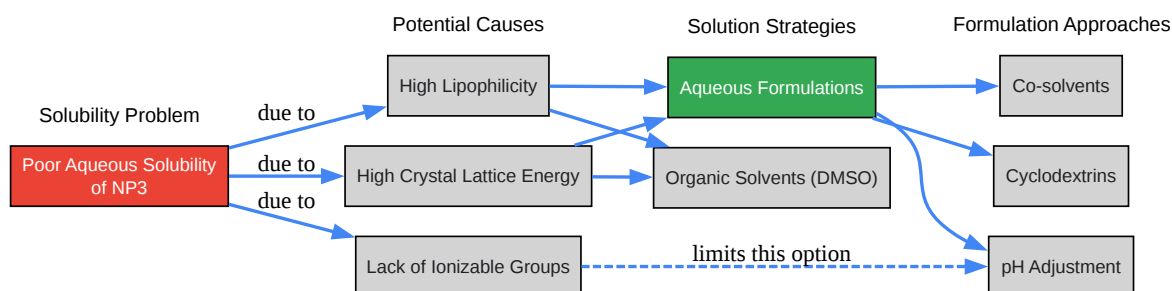 Potential Causes
Solution Strategies
Formulation Approaches
High Lipophilicity
Aqueous Formulations
Co-solvents
Solubility Problem
due to
Poor Aqueous Solubility
of NP3
due to
High Crystal Lattice Energy
Organic Solvents (DMSO)
Cyclodextrins
due to
Lack of Ionizable Groups
limits this option
pH Adjustment